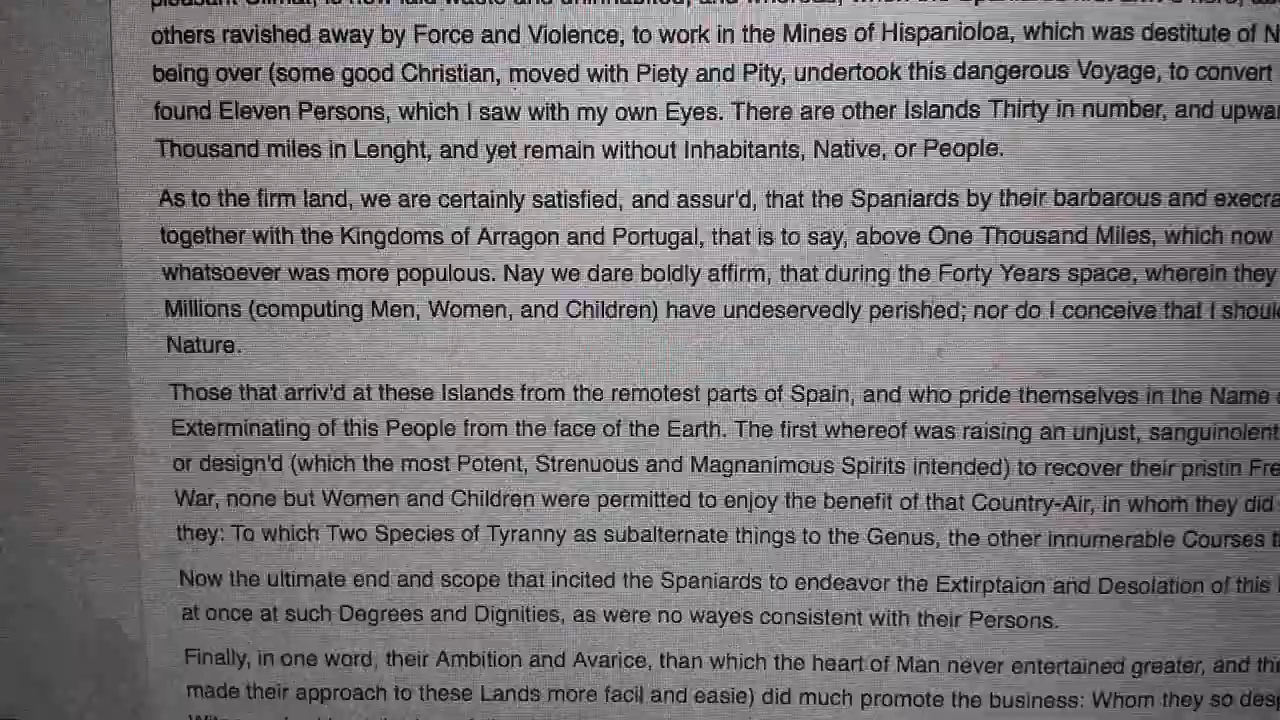 others ravished away by Force and Violence, to work in the Mines of Hispanioloa, which was destitute of
being over (some good Christian, moved with Piety and Pity, undertook this dangerous Voyage, to convert
found Eleven Persons, which I saw with my own Eyes. There are other Islands Thirty in number, and upwa
Thousand miles in Lenght, and yet remain without Inhabitants, Native, or People.
As to the firm land, we are certainly satisfied, and assur'd, that the Spaniards by their barbarous and execra
together with the Kingdoms of Arragon and Portugal, that is to say, above One Thousand Miles, which now
whatsoever was more populous. Nay we dare boldly affirm, that during the Forty Years space, wherein they
Millions (computing Men, Women, and Children) have undeservedly perished; nor do I conceive that I shoul
Nature.
Those that arriv'd at these Islands from the remotest parts of Spain, and who pride themselves in the Name
Exterminating of this People from the face of the Earth. The first whereof was raising an unjust, sanguinolent
or design'd (which the most Potent, Strenuous and Magnanimous Spirits intended) to recover their pristin Fre
War, none but Women and Children were permitted to enjoy the benefit of that Country-Air, in whom they did
they: To which Two Species of Tyranny as subalternate things to the Genus, the other innumerable Courses
Now the ultimate end and scope that incited the Spaniards to endeavor the Extirptaion and Desolation of this
at once at such Degrees and Dignities, as were no wayes consistent with their Persons.
Finally, in one word, their Ambition and Avarice, than which the heart of Man never entertained greater, and
made their approach to these Lands more facil and easie) did much promote the business: Whom they so